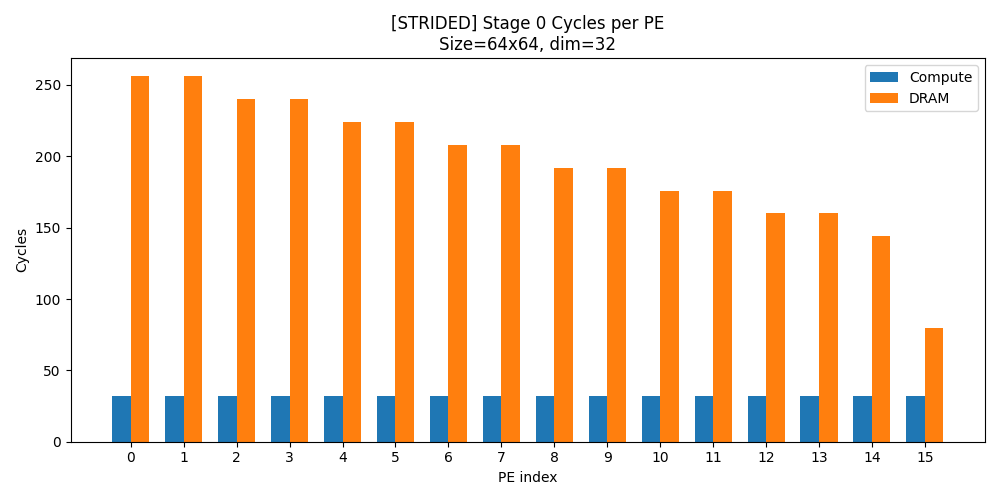 [STRIDED] Stage 0 Cycles per PE
Size=64x64, dim=32
Compute
DRAM
Cycles
250
200
150
100
50
0
0 1 2 3 4 5 6 7 8 9 10 11 12 13 14 15
PE index